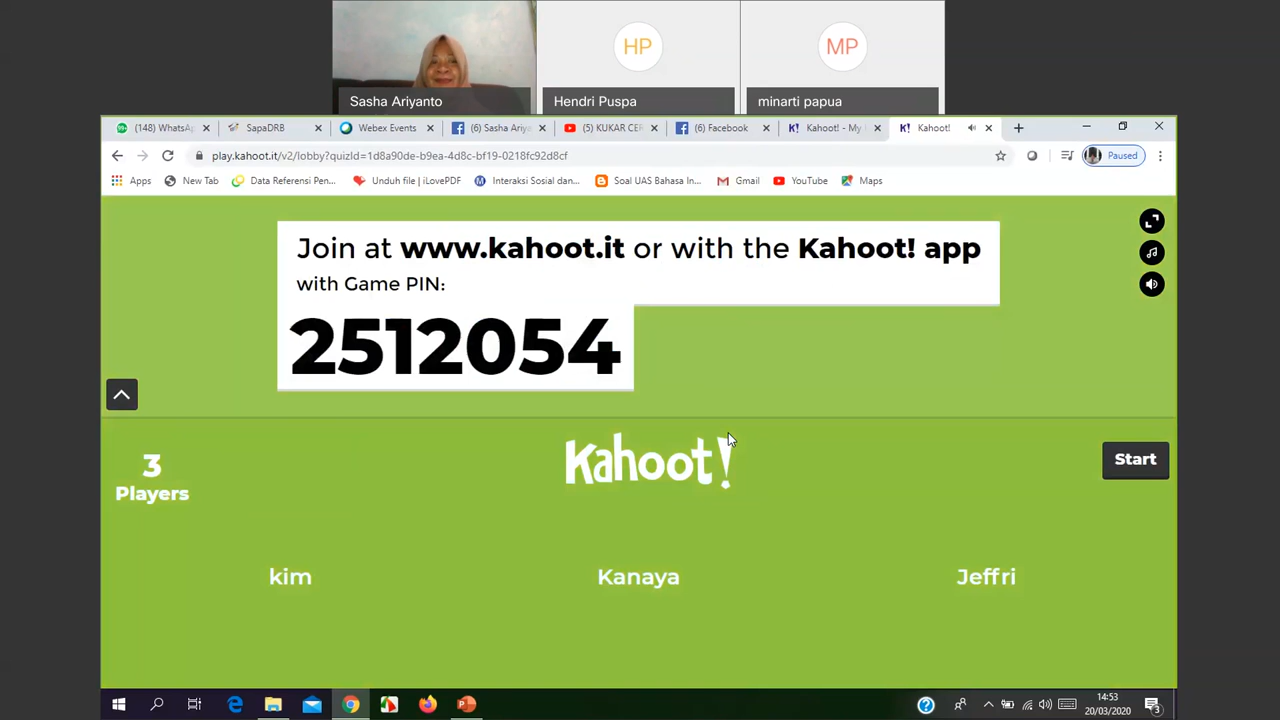 HP
MP
Sasha Ariyanto
Hendri Puspa
minarti papua
(148) WhatsA
SapaDRB
Webex Events
(6) Sasha Ariya
(5) KUKAR CER
(6) Facebook
Kahoot! - My
Kahoot!
play.kahoot.it/v2/lobby?quizId=1d8a90de-b9ea-4d8c-bf19-0218fc92d8cf
Paused
Apps
New Tab
Data Referensi Pen...
Unduh file | iLovePDF
Interaksi Sosial dan...
Soal UAS Bahasa In...
Gmail
YouTube
Maps
Join at www.kahoot.it or with the Kahoot! app
with Game PIN:
2512054
3
Players
Kahoot!
Start
kim
Kanaya
Jeffri
14:53
20/03/2020
3